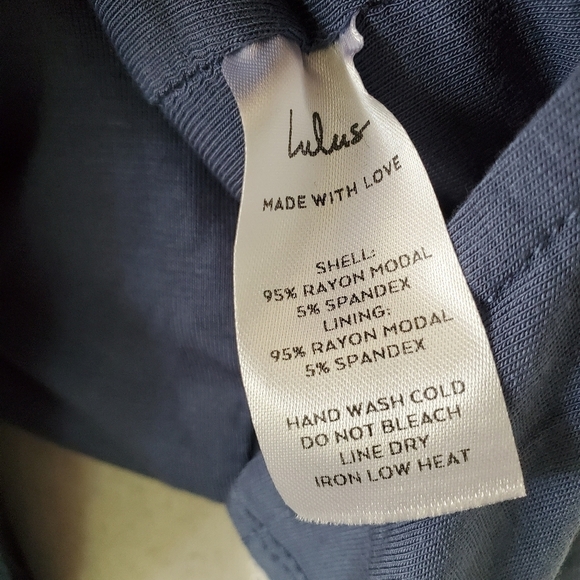 Lulus
MADE WITH LOVE
SHELL:
95% RAYON MODAL
5% SPANDEX
LINING:
95% RAYON MODAL
5% SPANDEX
HAND WASH COLD
DO NOT BLEACH
LINE DRY
IRON LOW HEAT